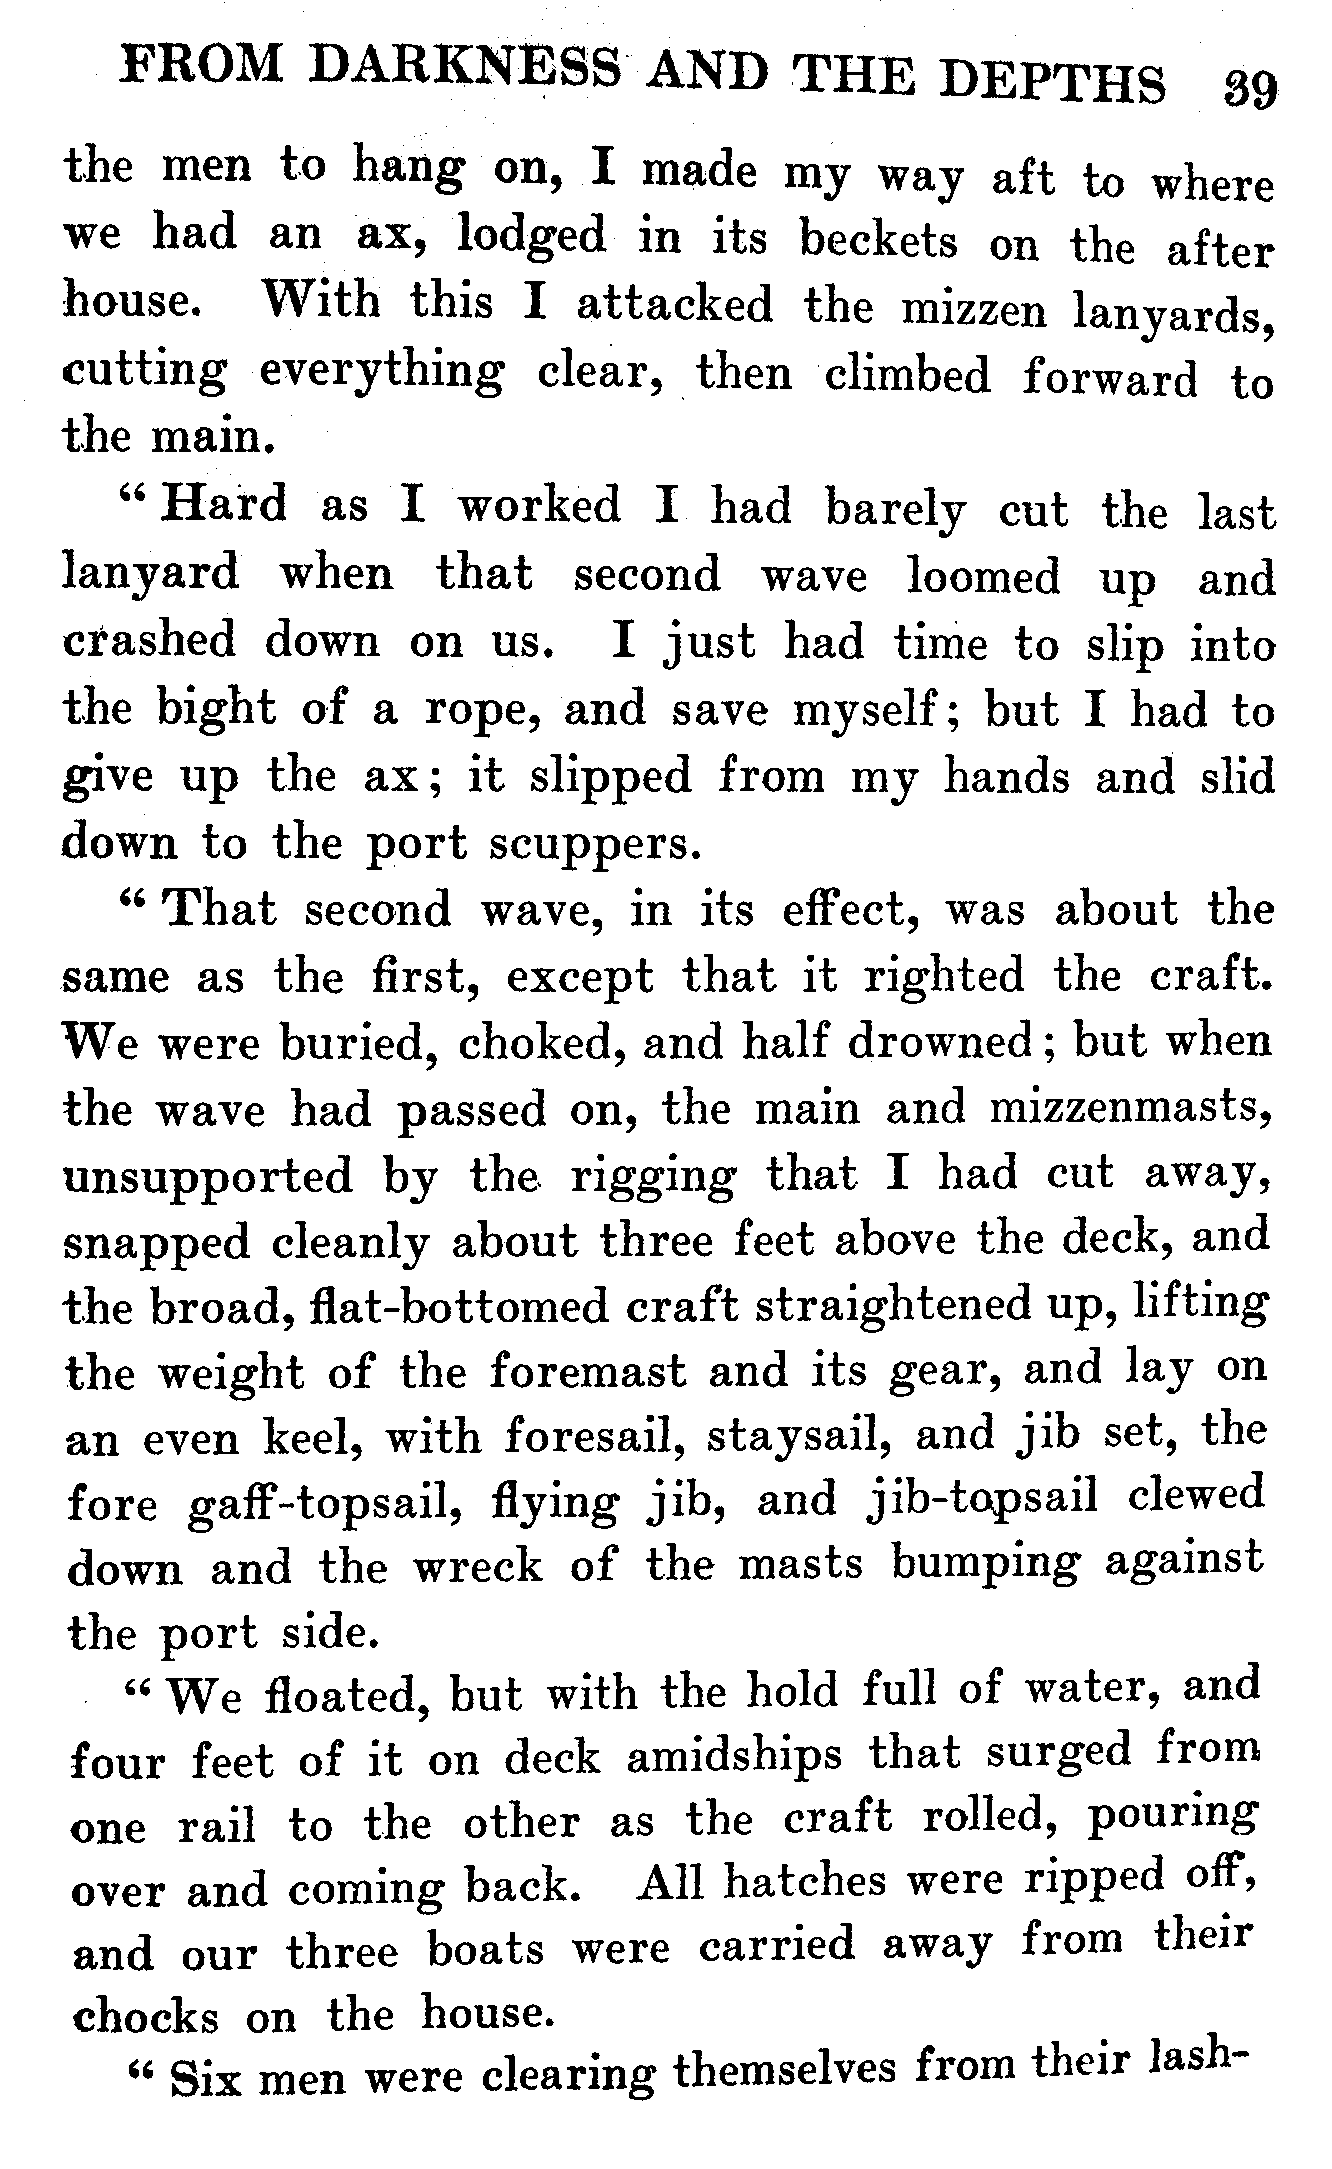 FROM DARKNESS AND THE DEPTHS 39
the men to hang on, I made my way aft to where
we had an ax, lodged in its beckets on the after
house. With this I attacked the mizzen lanyards,
cutting everything clear, then climbed forward to
the main.
“ Hard as I worked I had barely cut the last
lanyard when that second wave loomed up and
crashed down on us. I just had time to slip into
the bight of a rope, and save myself; but I had to
give up the ax; it slipped from my hands and slid
down to the port scuppers.
“ That second wave, in its effect, was about the
same as the first, except that it righted the craft.
We were buried, choked, and half drowned; but when
the wave had passed on, the main and mizzenmasts,
unsupported by the rigging that I had cut away,
snapped cleanly about three feet above the deck, and
the broad, flat-bottomed craft straightened up, lifting
the weight of the foremast and its gear, and lay on
an even keel, with foresail, staysail, and jib set, the
fore gaff-topsail, flying jib, and jib-topsail clewed
down and the wreck of the masts bumping against
the port side.
“ We floated, but with the hold full of water, and
four feet of it on deck amidships that surged from
one rail to the other as the craft rolled, pouring
over and coming back. All hatches were ripped off,
and our three boats were carried away from their
chocks on the house.
“ Six men were clearing themselves from their lash-